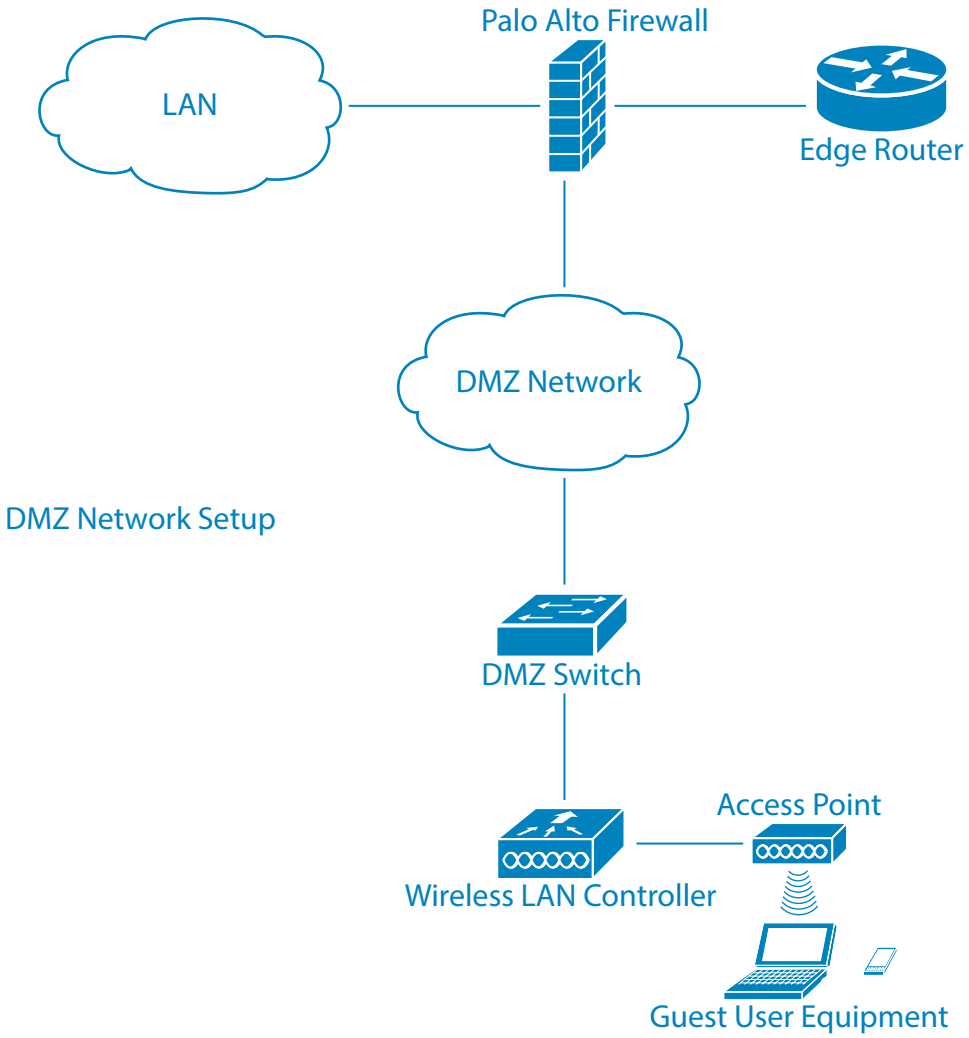 Palo Alto Firewall
LAN
Edge Router
DMZ Network
DMZ Network Setup
DMZ Switch
Access Point
Wireless LAN Controller
Guest User Equipment